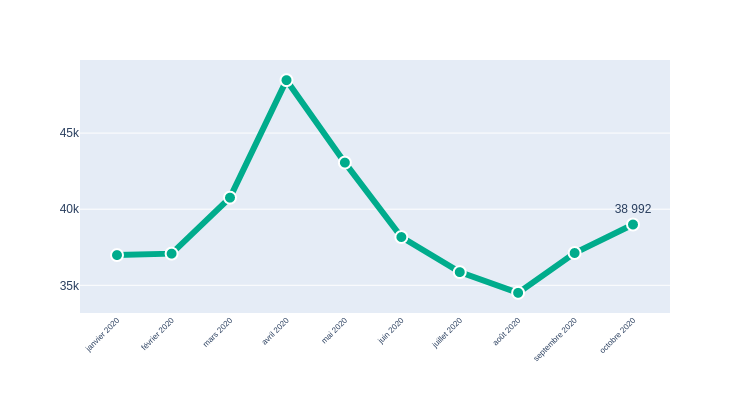 45k
40k
35k
38 992
janvier 2020
février 2020
mars 2020
avril 2020
mai 2020
juin 2020
juillet 2020
août 2020
septembre 2020
octobre 2020